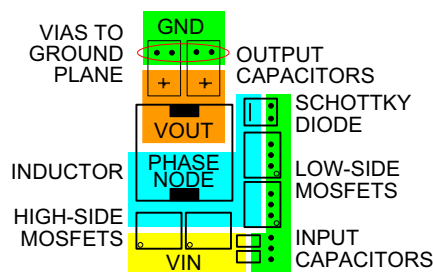 VIAS TO
GROUND
PLANE
GND
OUTPUT
CAPACITORS
+
+
VOUT
SCHOTTKY
DIODE
INDUCTOR
PHASE
NODE
LOW-SIDE
MOSFETS
HIGH-SIDE
MOSFETS
VIN
INPUT
CAPACITORS